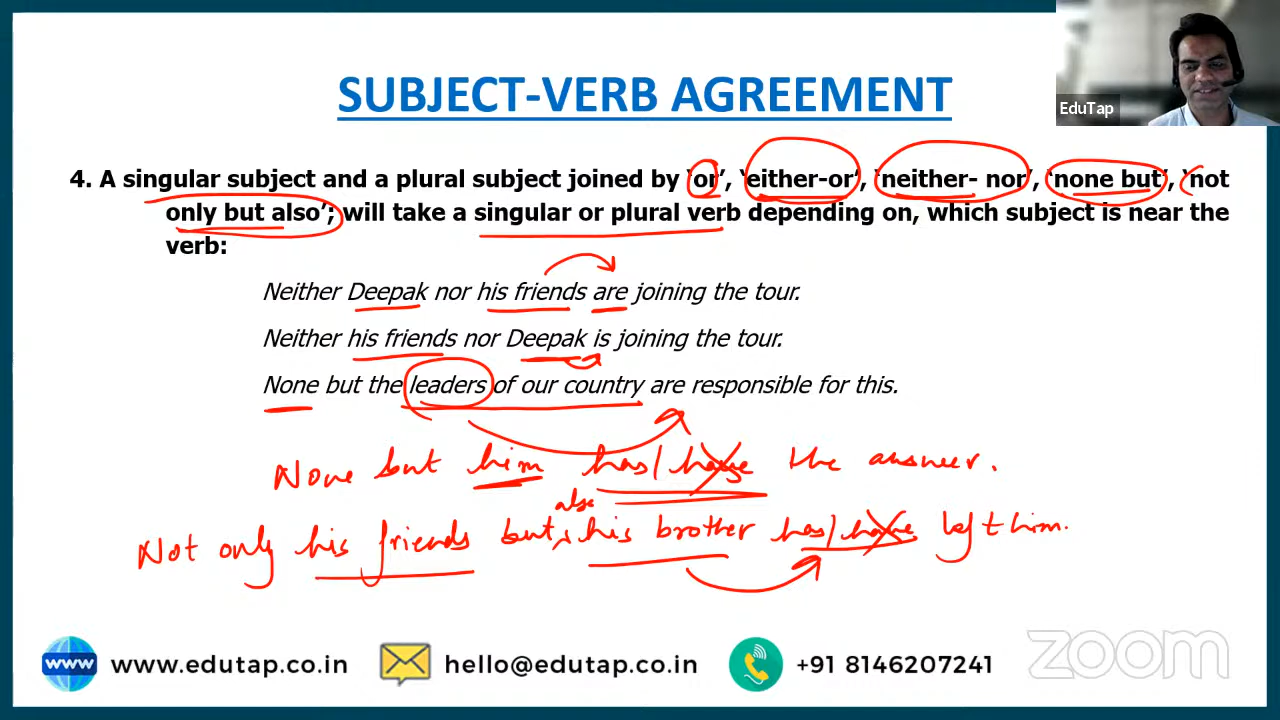 EduTap
SUBJECT-VERB AGREEMENT
4. A singular subject and a plural subject joined by ‘or’, ‘either-or’, ‘neither- nor’, ‘none but’, ‘not
only but also’; will take a singular or plural verb depending on, which subject is near the
verb:
Neither Deepak nor his friends are joining the tour.
Neither his friends nor Deepak is joining the tour.
None but the leaders of our country are responsible for this.
None but him has/have the answer.
also
Not only his friends but his brother has/have left him.
www www.edutap.co.in hello@edutap.co.in +91 8146207241 zoom